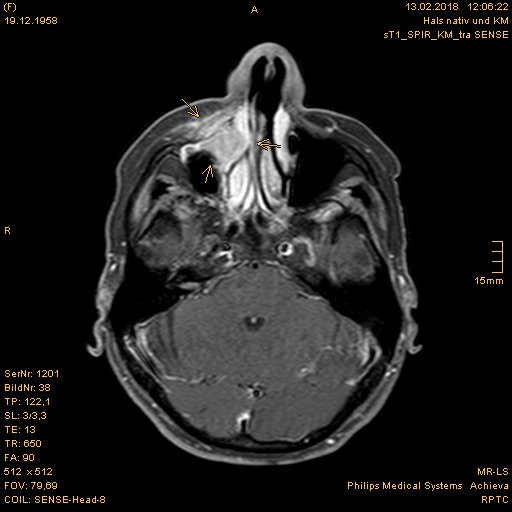 (F)
19.12.1958
A
13.02.2018 12:06:22
Hals nativ und KM
sT1_SPIR_KM_tra SENSE
R
15mm
SerNr: 1201
BildNr: 38
TP: 122,1
SL: 3/3,3
TE: 13
TR: 650
FA: 90
512 x 512
FOV: 79,69
COIL: SENSE-Head-8
MR-LS
Philips Medical Systems Achieva
RPTC